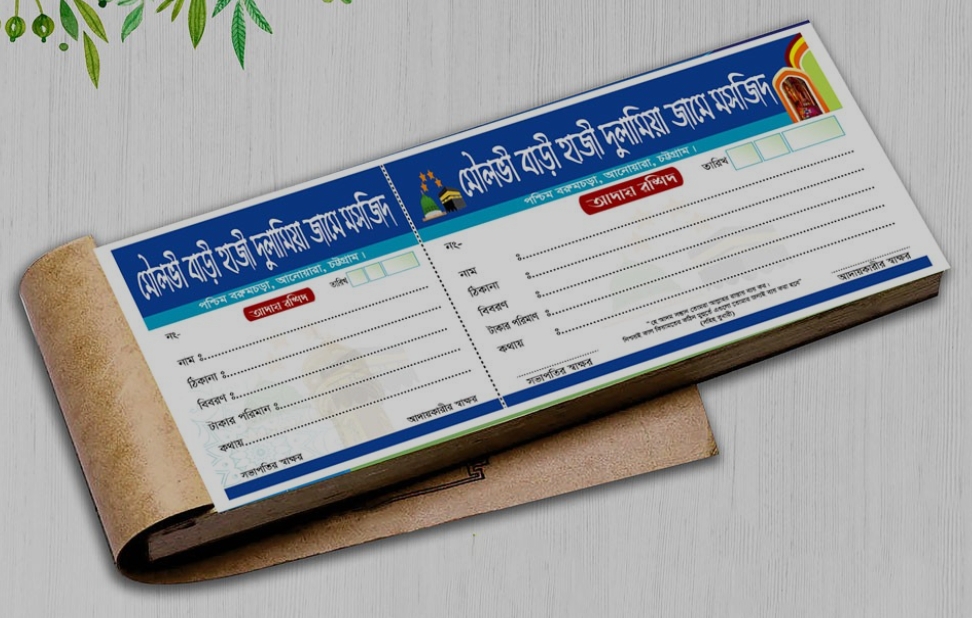 মৌলভী বাড়ী হাজী দুলামিয়া জামে মসজিদ
পশ্চিম বরুমচড়া, আনোয়ারা, চট্টগ্রাম।
আদায় রশিদ
তারিখ
নং-
নাম ঃ
ঠিকানা ঃ
বিবরণ ঃ
টাকার পরিমান ঃ
কথায়
সভাপতির স্বাক্ষর
আদায়কারীর স্বাক্ষর
মৌলভী বাড়ী হাজী দুলামিয়া জামে মসজিদ
পশ্চিম বরুমচড়া, আনোয়ারা, চট্টগ্রাম।
আদায় রশিদ
তারিখ
নং-
নাম ঃ
ঠিকানা ঃ
বিবরণ ঃ
টাকার পরিমাণ ঃ
কথায় ঃ
সভাপতির স্বাক্ষর
আদায়কারীর স্বাক্ষর